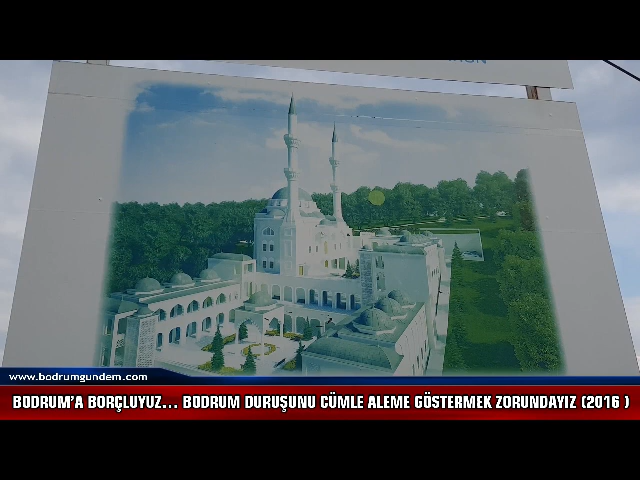 www.bodrumgundem.com
BODRUM'A BORÇLUYUZ... BODRUM DURUŞUNU CÜMLE ALEME GÖSTERMEK ZORUNDAYIZ (2016 )